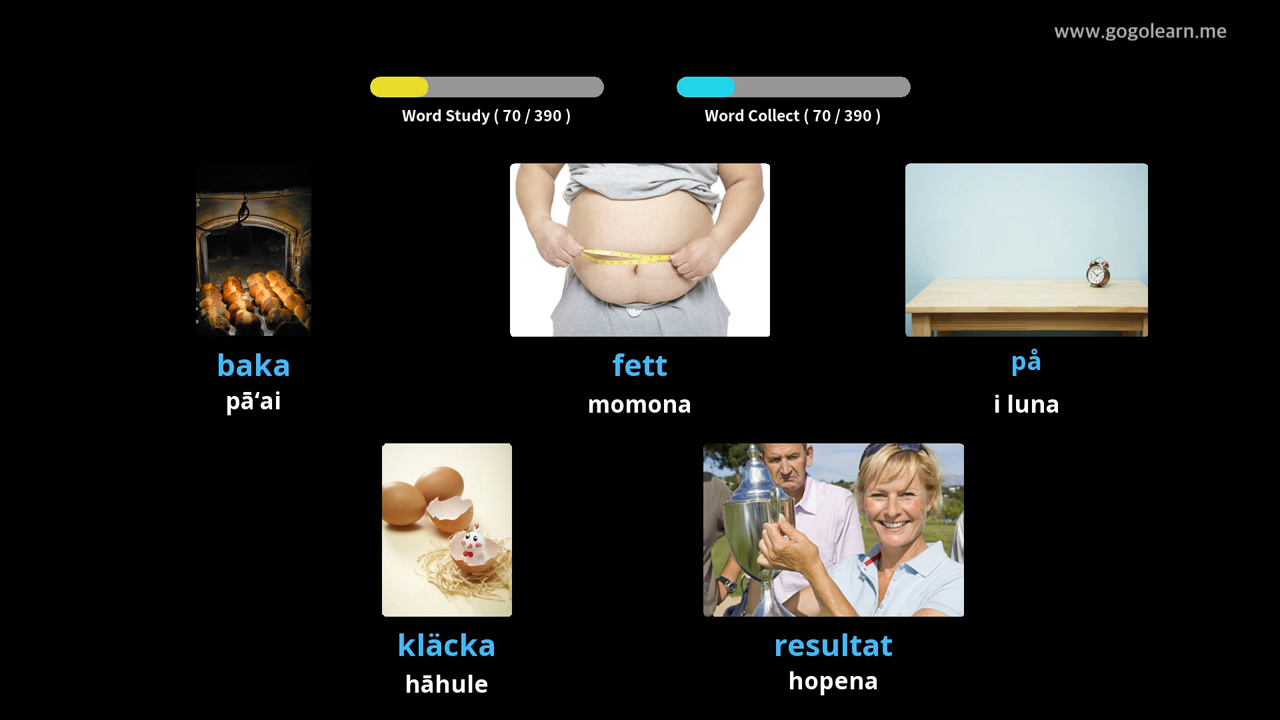 www.gogolearn.me
Word Study ( 70 / 390 )
Word Collect ( 70 / 390 )
baka
pāʻai
fett
momona
på
i luna
kläcka
hāhule
resultat
hopena